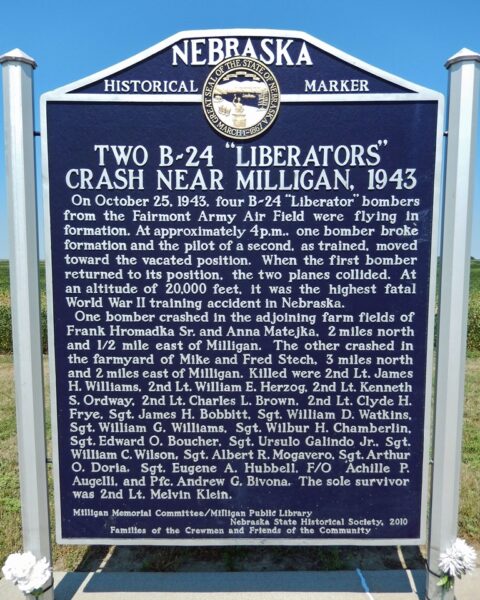 NEBRASKA
HISTORICAL MARKER
GREAT SEAL OF THE STATE OF NEBRASKA
MARCH 1ST 1867
TWO B-24 "LIBERATORS"
CRASH NEAR MILLIGAN, 1943
On October 25, 1943, four B-24 "Liberator" bombers
from the Fairmont Army Air Field were flying in
formation. At approximately 4p.m., one bomber broke
formation and the pilot of a second, as trained, moved
toward the vacated position. When the first bomber
returned to its position, the two planes collided. At
an altitude of 20,000 feet, it was the highest fatal
World War II training accident in Nebraska.
One bomber crashed in the adjoining farm fields of
Frank Hromadka Sr. and Anna Matejka, 2 miles north
and 1/2 mile east of Milligan. The other crashed in
the farmyard of Mike and Fred Stech, 3 miles north
and 2 miles east of Milligan. Killed were 2nd Lt. James
H. Williams, 2nd Lt. William E. Herzog, 2nd Lt. Kenneth
S. Ordway, 2nd Lt. Charles L. Brown, 2nd Lt. Clyde H.
Frye, Sgt. James H. Bobbitt, Sgt. William D. Watkins,
Sgt. William G. Williams, Sgt. Wilbur H. Chamberlin,
Sgt. Edward O. Boucher, Sgt. Ursulo Galindo Jr., Sgt.
William C. Wilson, Sgt. Albert R. Mogavero, Sgt. Arthur
O. Doria, Sgt. Eugene A. Hubbell, F/O Achille P.
Augelli, and Pfc. Andrew G. Bivona. The sole survivor
was 2nd Lt. Melvin Klein.
Milligan Memorial Committee/Milligan Public Library
Nebraska State Historical Society, 2010
Families of the Crewmen and Friends of the Community